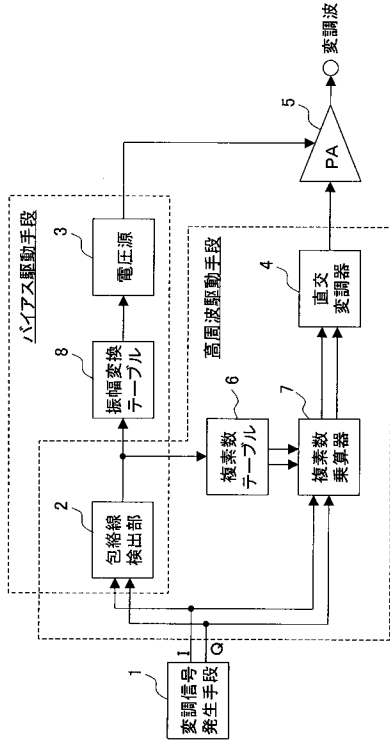 バイアス駆動手段
1
変調信号
発生手段
I
Q
2
包絡線
検出部
8
振幅変換
テーブル
3
電圧源
6
複素数
テーブル
7
複素数
乗算器
高周波駆動手段
4
直交
変調器
5
PA
変調波